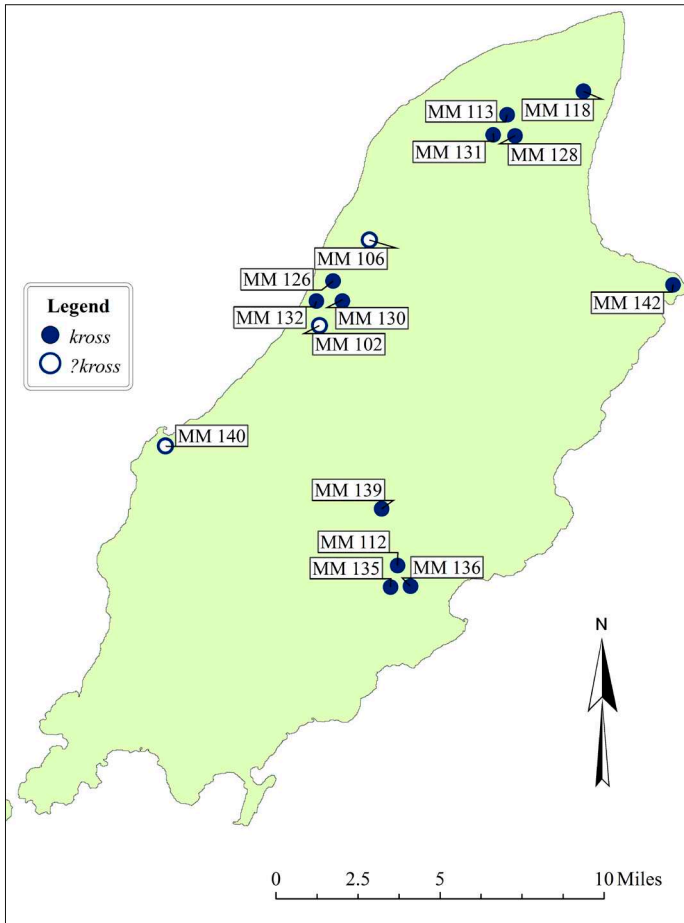 MM 118
MM 113
MM 131
MM 128
MM 106
MM 126
MM 142
MM 132
MM 130
MM 102
Legend
kross
?kross
MM 140
MM 139
MM 112
MM 135
MM 136
N
0 2.5 5 10 Miles